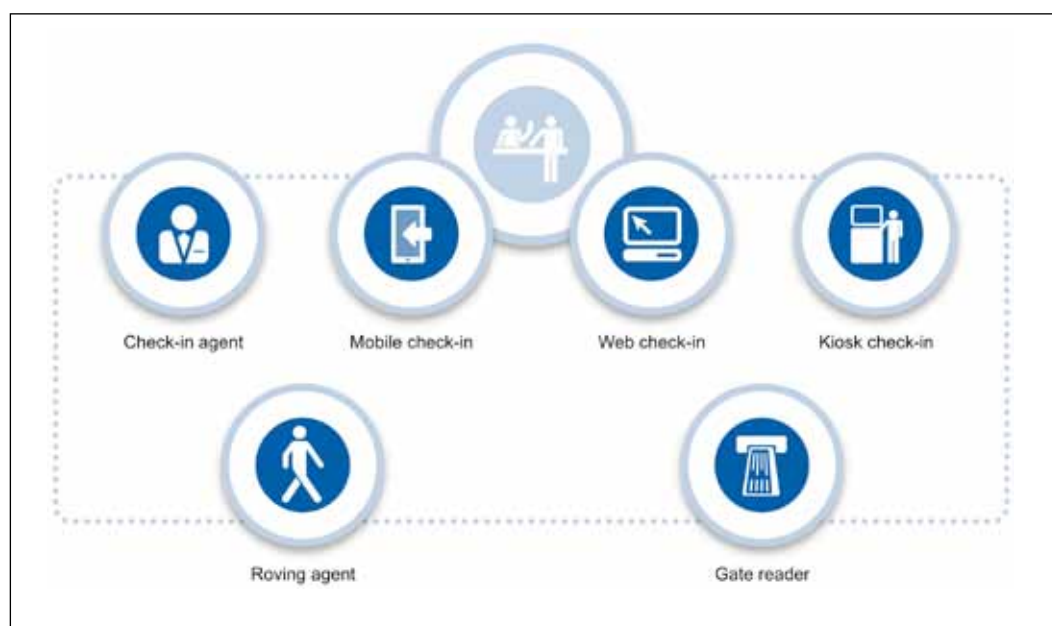 Check-in agent
Mobile check-in
Web check-in
Kiosk check-in
Roving agent
Gate reader